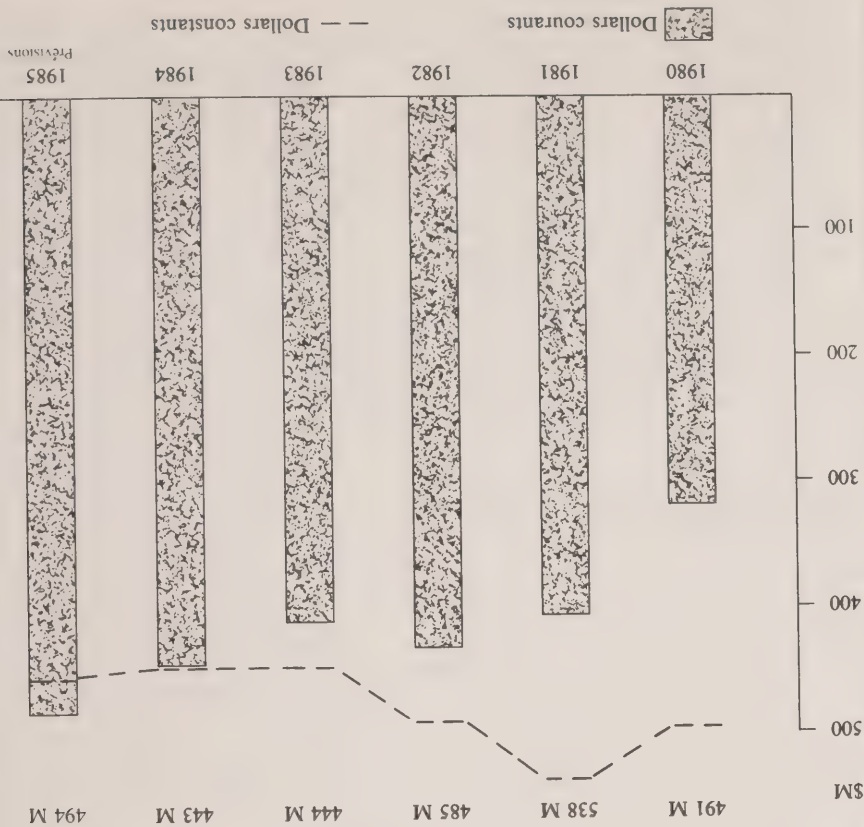 $M
491 M 538 M 485 M 444 M 443 M 494 M
500
400
300
200
100
1980 1981 1982 1983 1984 1985
Prévisions
Dollars courants Dollars constants